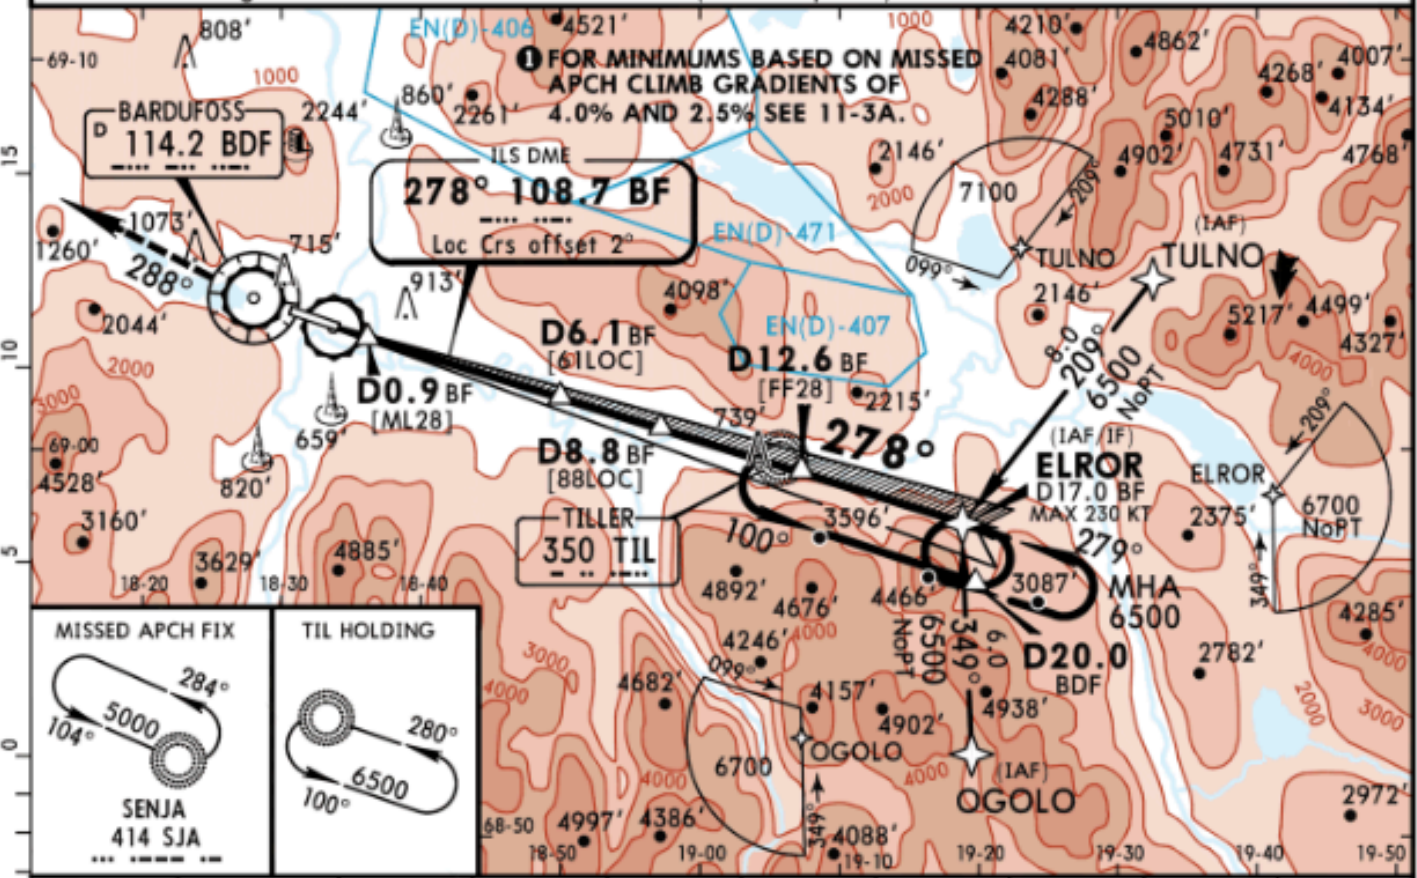 EN(D)-406
4521'
1000
4210'
808'
69-10
❶ FOR MINIMUMS BASED ON MISSED
APCH CLIMB GRADIENTS OF
4.0% AND 2.5% SEE 11-3A.
4081'
4862'
4007'
4268'
1000
860'
2261'
4288'
4134'
BARDUFOSS
D 114.2 BDF
2244'
5010'
15
ILS DME
278° 108.7 BF
Loc Crs offset 2°
2146'
2000
7100
209°
4902'
4731'
4768'
1073'
1260'
288°
715'
EN(D)-471
099°
TULNO
(IAF)
TULNO
913'
4098'
2146'
5217'
4499'
4327'
2044'
EN(D)-407
4000
10
2000
D6.1 BF
[61LOC]
D12.6 BF
[FF28]
8.0
209°
6500
NoPT
3000
D0.9 BF
[ML28]
2215'
209°
659'
739'
278°
(IAF/IF)
ELROR
D17.0 BF
MAX 230 KT
69-00
4528'
820'
D8.8 BF
[88LOC]
ELROR
6700
NoPT
3160'
TILLER
350 TIL
100°
3596'
279°
2375'
5
3629'
4885'
4892'
4676'
4466'
3087'
MHA
6500
349°
18-20
18-30
18-40
4000
4285'
MISSED APCH FIX
284°
5000
104°
SENJA
414 SJA
TIL HOLDING
280°
6500
100°
4246'
3000
099°
6500
NoPT
349°
6.0
D20.0
BDF
2782'
4000
4682'
4000
4157'
4902'
4938'
2000
3000
0
OGOLO
6700
4000
4000
(IAF)
OGOLO
349°
2972'
68-50
4997'
4386'
4088'
18-50
19-00
19-10
19-20
19-30
19-40
19-50